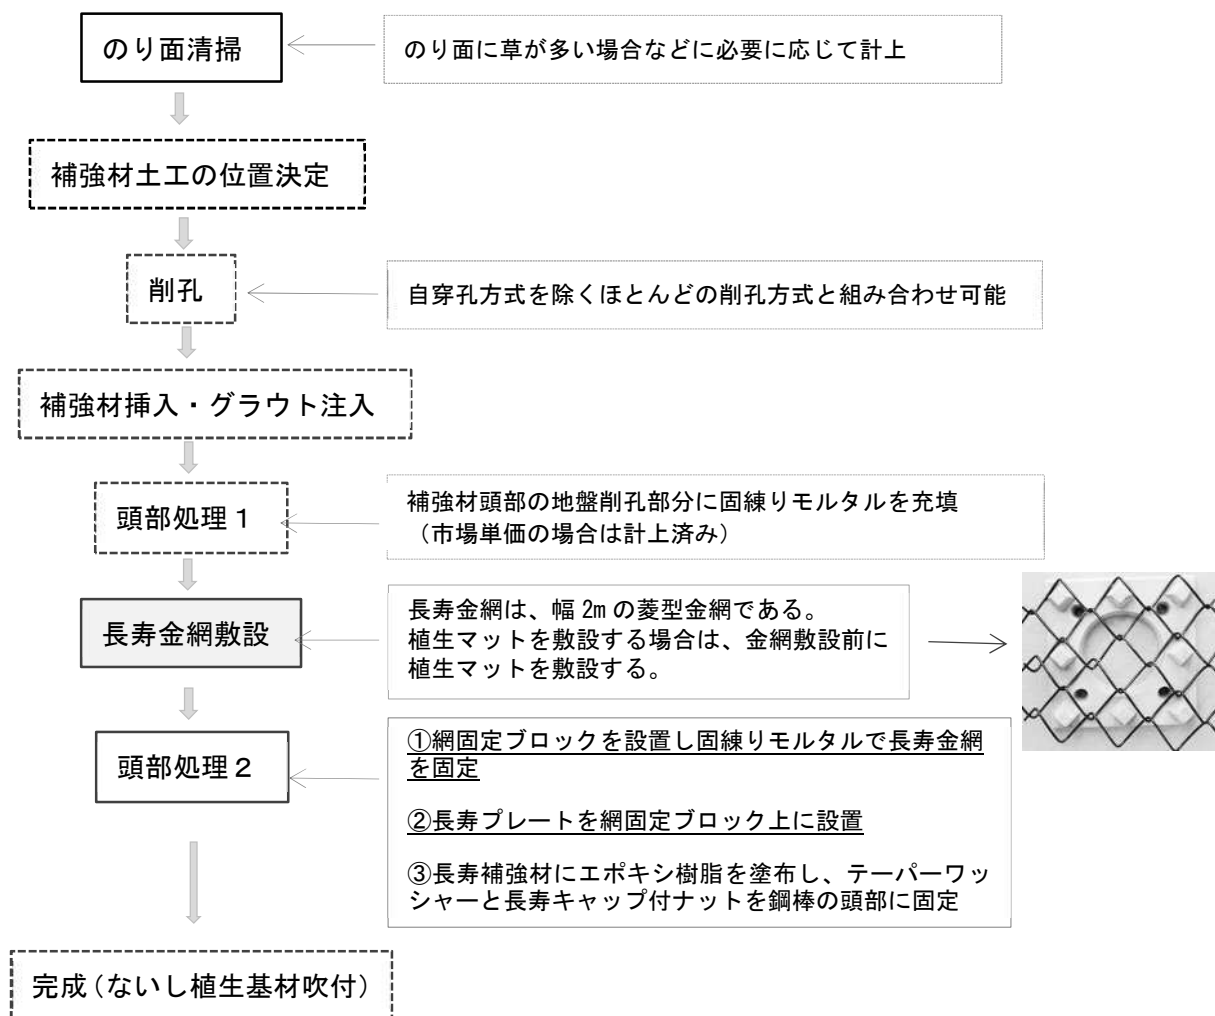 のり面清掃
のり面に草が多い場合などに必要に応じて計上
補強材土工の位置決定
削孔
自穿孔方式を除くほとんどの削孔方式と組み合わせ可能
補強材挿入・グラウト注入
頭部処理１
補強材頭部の地盤削孔部分に固練りモルタルを充填
（市場単価の場合は計上済み）
長寿金網敷設
長寿金網は、幅 2m の菱型金網である。
植生マットを敷設する場合は、金網敷設前に
植生マットを敷設する。
頭部処理２
①網固定ブロックを設置し固練りモルタルで長寿金網
を固定
②長寿プレートを網固定ブロック上に設置
③長寿補強材にエポキシ樹脂を塗布し、テーパーワッ
シャーと長寿キャップ付ナットを鋼棒の頭部に固定
完成（ないし植生基材吹付）